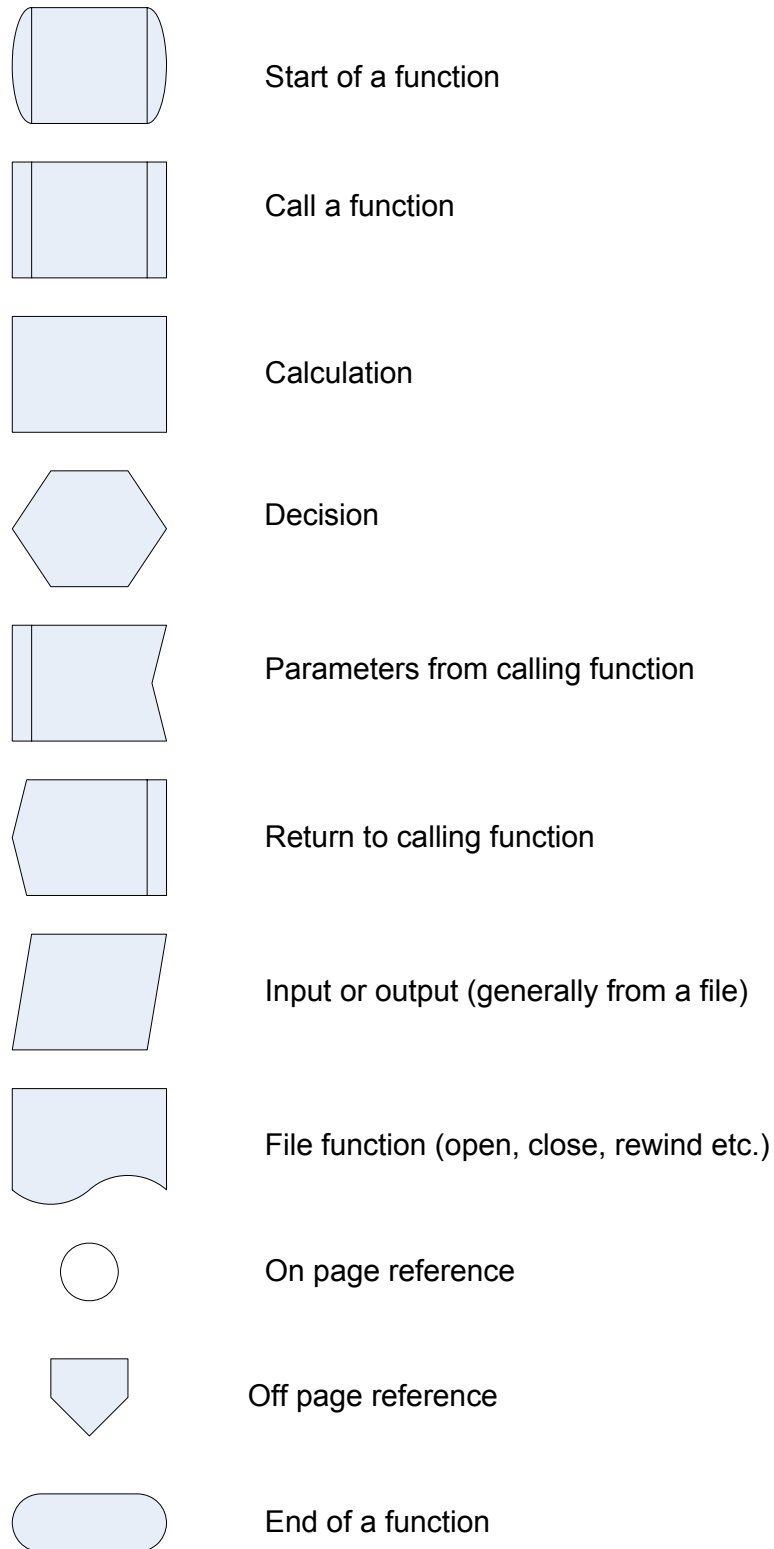 Start of a function
Call a function
Calculation
Decision
Parameters from calling function
Return to calling function
Input or output (generally from a file)
File function (open, close, rewind etc.)
On page reference
Off page reference
End of a function